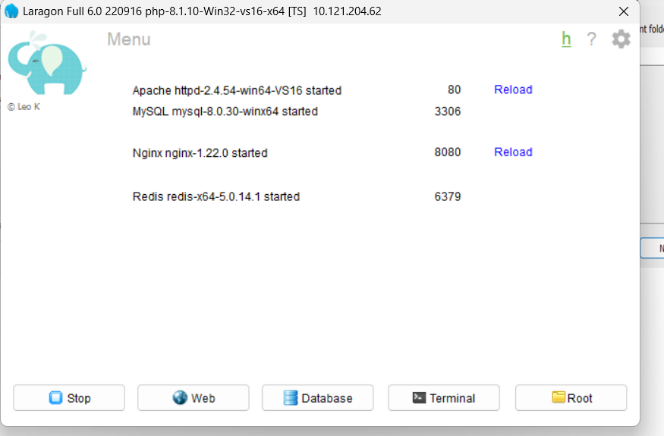 Laragon Full 6.0 220916 php-8.1.10-Win32-vs16-x64 [TS] 10.121.204.62
nt folde
Menu
h ?
© Leo K
Apache httpd-2.4.54-win64-VS16 started 80 Reload
MySQL mysql-8.0.30-winx64 started 3306
Nginx nginx-1.22.0 started 8080 Reload
Redis redis-x64-5.0.14.1 started 6379
N
Stop Web Database Terminal Root